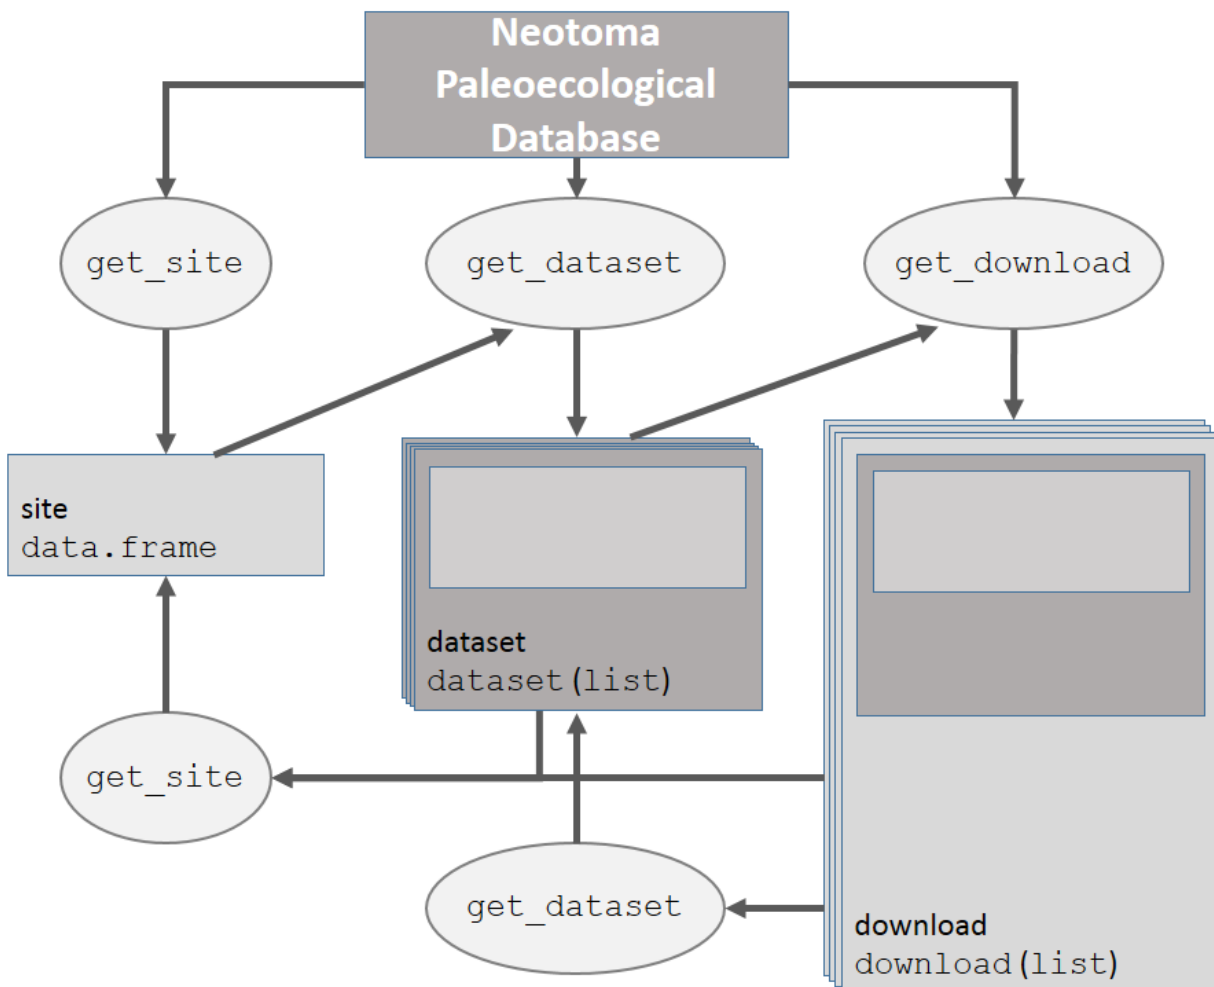 Neotoma
Paleoecological
Database
get_site
get_dataset
get_download
site
data.frame
dataset
dataset (list)
get_site
get_dataset
download
download (list)